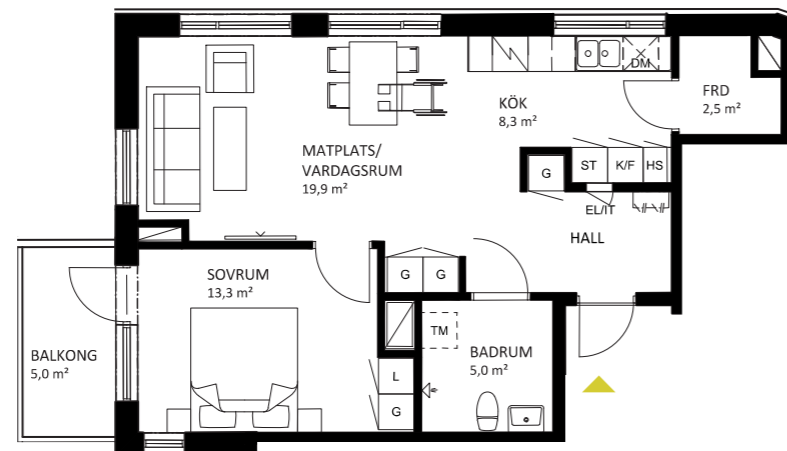 DM
FRD
2,5 m²
KÖK
8,3 m²
MATPLATS/
VARDAGSRUM
19,9 m²
G
ST
K/F
HS
EL/IT
HALL
G
G
SOVRUM
13,3 m²
BALKONG
5,0 m²
TM
BADRUM
5,0 m²
L
G